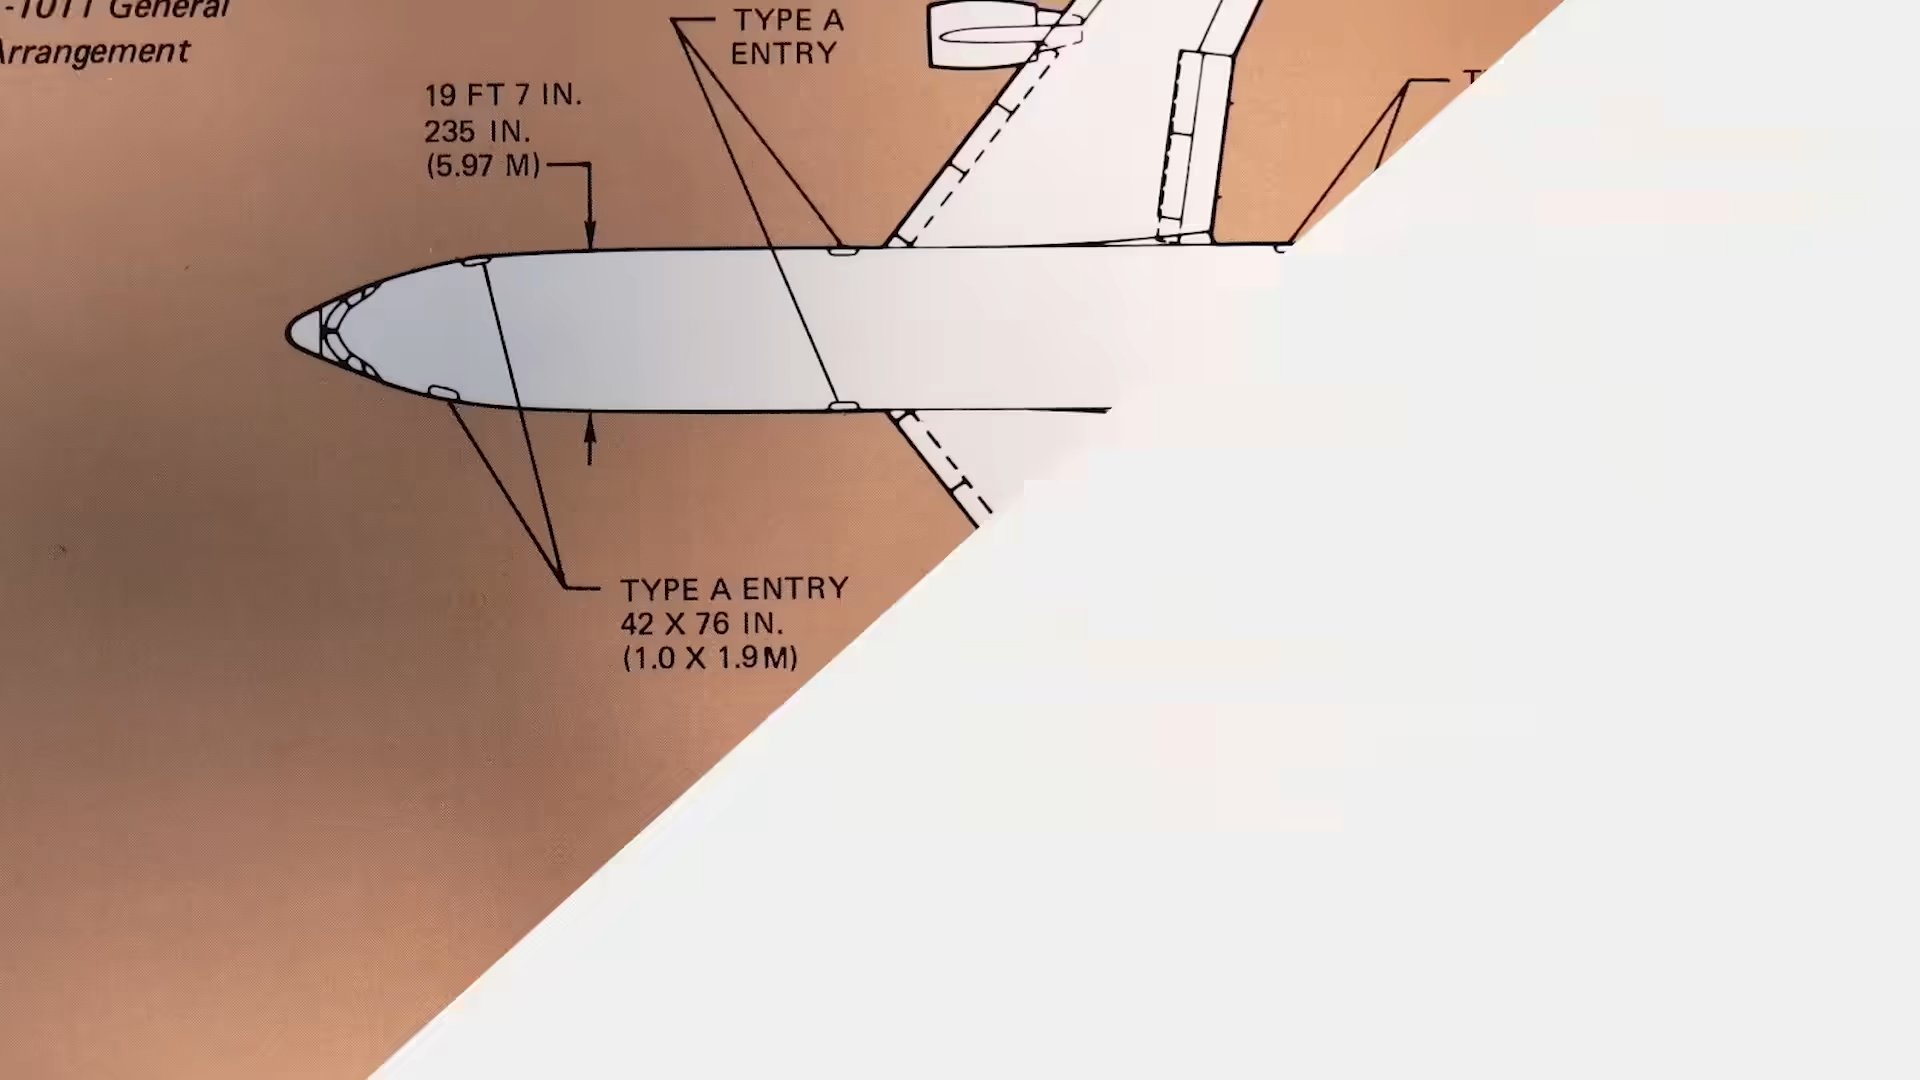 -1011 General
Arrangement
TYPE A
ENTRY
19 FT 7 IN.
235 IN.
(5.97 M)
TYPE A ENTRY
42 X 76 IN.
(1.0 X 1.9 M)